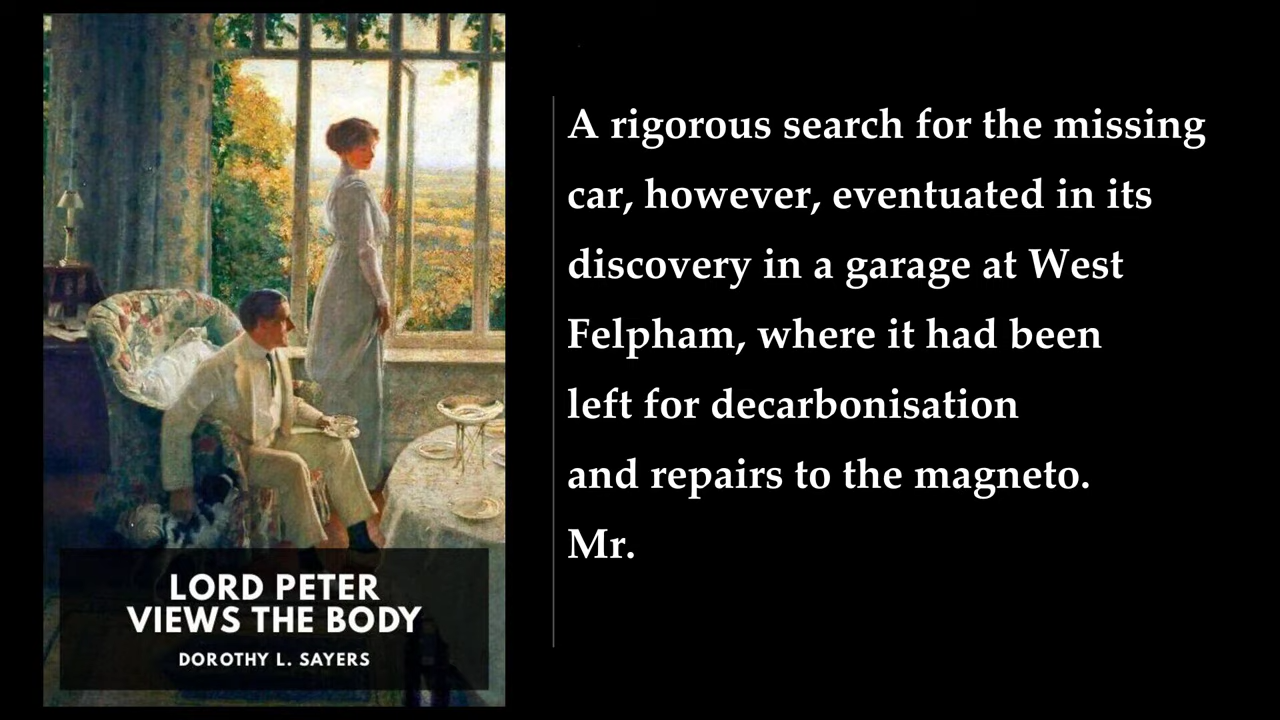 LORD PETER
VIEWS THE BODY
DOROTHY L. SAYERS
A rigorous search for the missing
car, however, eventuated in its
discovery in a garage at West
Felpham, where it had been
left for decarbonisation
and repairs to the magneto.
Mr.